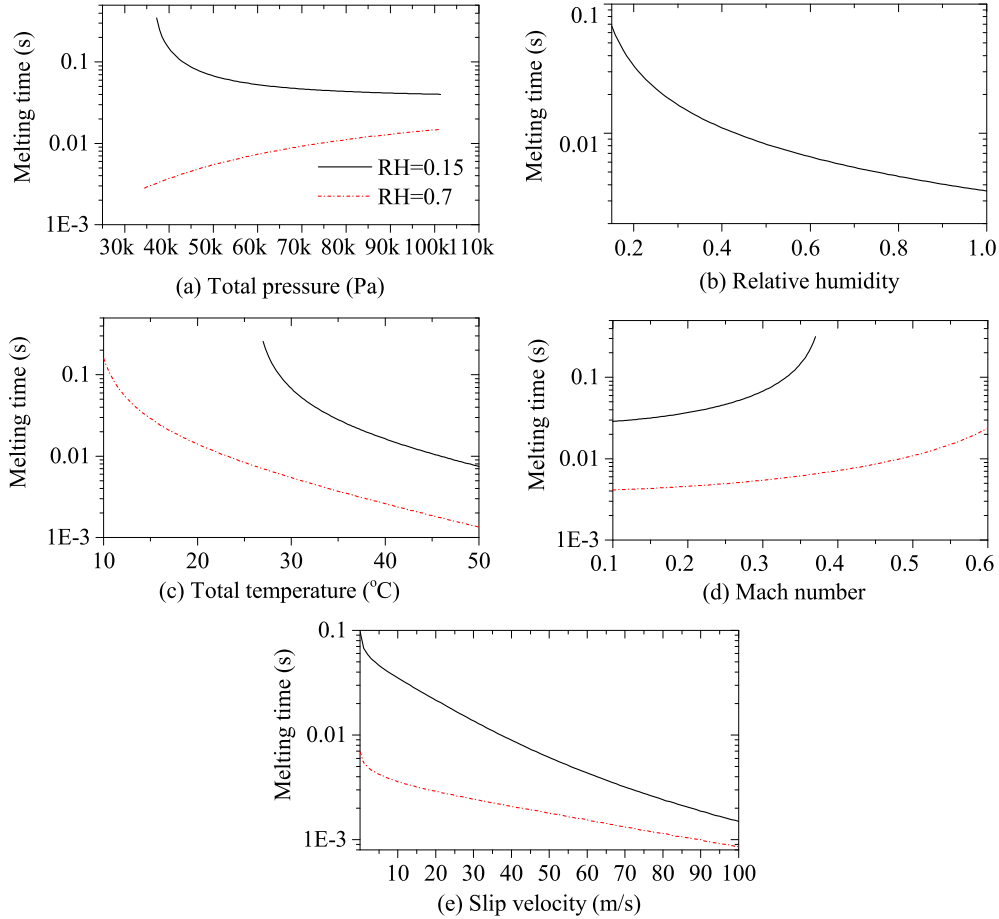 Melting time (s)
0.1
0.01
1E-3
RH=0.15
RH=0.7
30k 40k 50k 60k 70k 80k 90k 100k 110k
(a) Total pressure (Pa)
Melting time (s)
0.1
0.01
0.2 0.4 0.6 0.8 1.0
(b) Relative humidity
Melting time (s)
0.1
0.01
1E-3
10 20 30 40 50
(c) Total temperature (°C)
Melting time (s)
0.1
0.01
1E-3
0.1 0.2 0.3 0.4 0.5 0.6
(d) Mach number
Melting time (s)
0.1
0.01
1E-3
10 20 30 40 50 60 70 80 90 100
(e) Slip velocity (m/s)